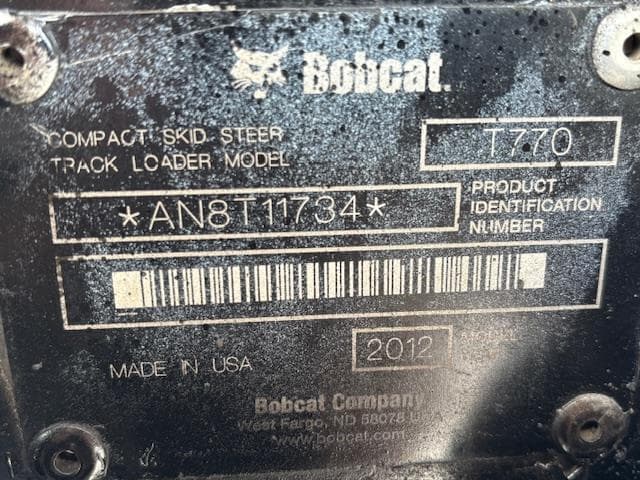 Bobcat.
COMPACT SKID STEER
TRACK LOADER MODEL
T770
*AN8T11734*
PRODUCT
IDENTIFICATION
NUMBER
MADE IN USA
2012
MODEL
Bobcat Company
West Fargo, ND 58078
www.bobcat.com